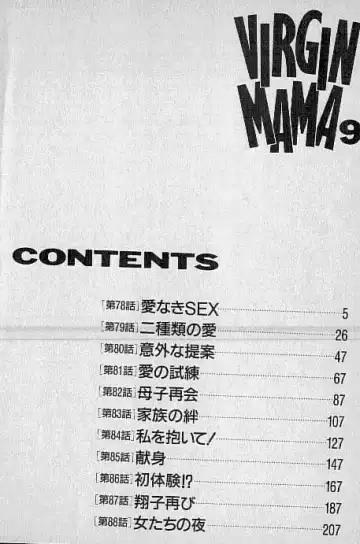 VIRGIN
MAMA9
CONTENTS
[第78話]愛なきSEX 5
[第79話]二種類の愛 26
[第80話]意外な提案 47
[第81話]愛の試練 67
[第82話]母子再会 87
[第83話]家族の絆 107
[第84話]私を抱いて! 127
[第85話]献身 147
[第86話]初体験!? 167
[第87話]翔子再び 187
[第88話]女たちの夜 207